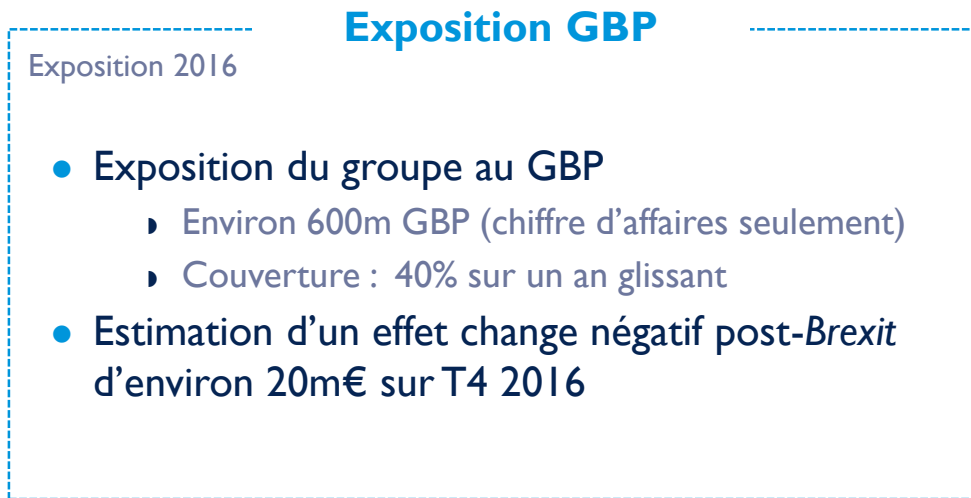 Exposition GBP
Exposition 2016
● Exposition du groupe au GBP
◗ Environ 600m GBP (chiffre d’affaires seulement)
◗ Couverture : 40% sur un an glissant
● Estimation d’un effet change négatif post-Brexit
d’environ 20m€ sur T4 2016